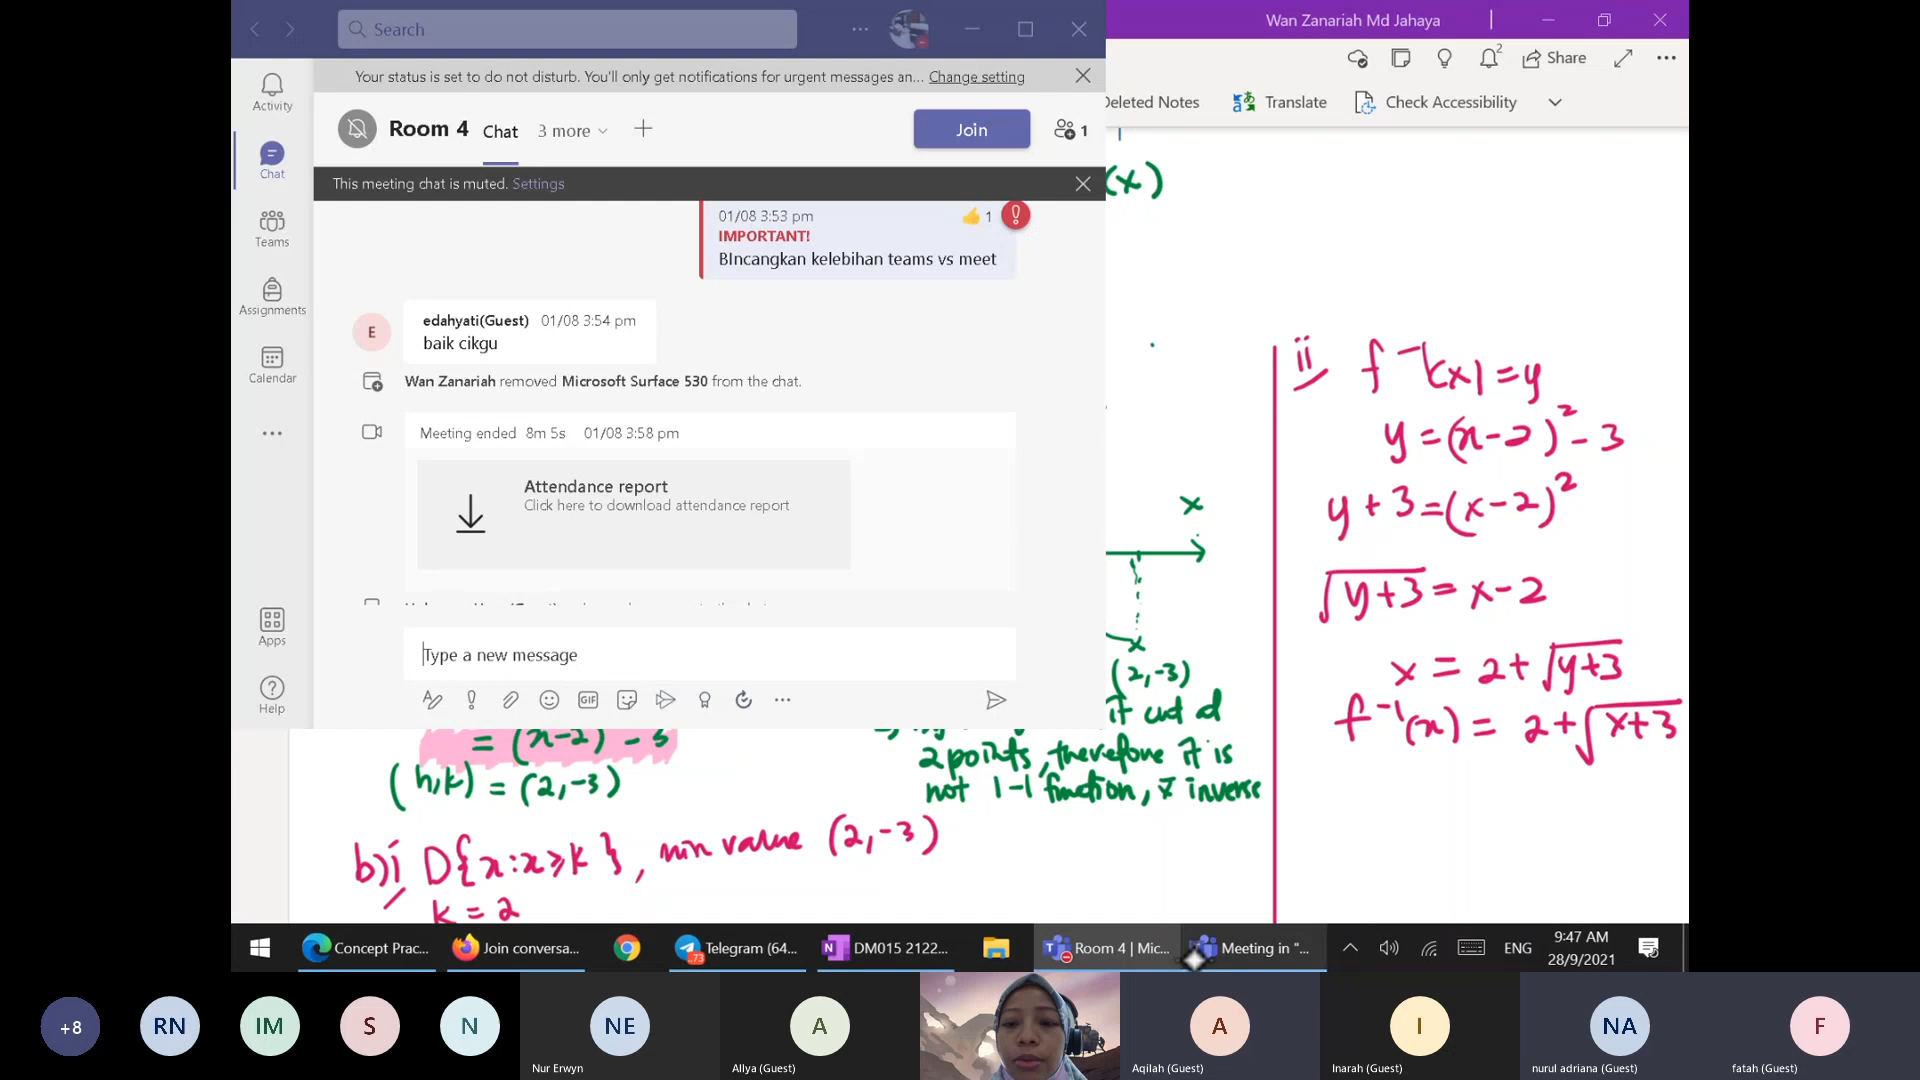 Search
Wan Zanariah Md Jahaya
Your status is set to do not disturb. You'll only get notifications for urgent messages an... Change setting
2
Share
Deleted Notes
Translate
Check Accessibility
Activity
Chat
Teams
Assignments
Calendar
Apps
Help
Room 4
Chat
3 more
Join
1
This meeting chat is muted. Settings
01/08 3:53 pm
1
IMPORTANT!
BIncangkan kelebihan teams vs meet
E
edahyati(Guest) 01/08 3:54 pm
baik cikgu
Wan Zanariah removed Microsoft Surface 530 from the chat.
Meeting ended 8m 5s 01/08 3:58 pm
Attendance report
Click here to download attendance report
Type a new message
GIF
(x)
x
x
(2,-3)
it cut d
2 points, therefore it is
not 1-1 function, x inverse
= (x-2) - 3
(h,k) = (2,-3)
b)i D{x:x≥k}, min value (2,-3)
k = 2
ii f⁻¹(x) = y
y = (x-2)² - 3
y + 3 = (x-2)²
√y+3 = x-2
x = 2 + √y+3
f⁻¹(x) = 2 + √x+3
Concept Prac...
Join conversa...
73
Telegram (64...
DM015 2122...
Room 4 | Mic...
Meeting in "...
ENG
9:47 AM
28/9/2021
+8
RN
IM
S
N
NE
Nur Erwyn
A
Allya (Guest)
A
Aqilah (Guest)
I
Inarah (Guest)
NA
nurul adriana (Guest)
F
fatah (Guest)